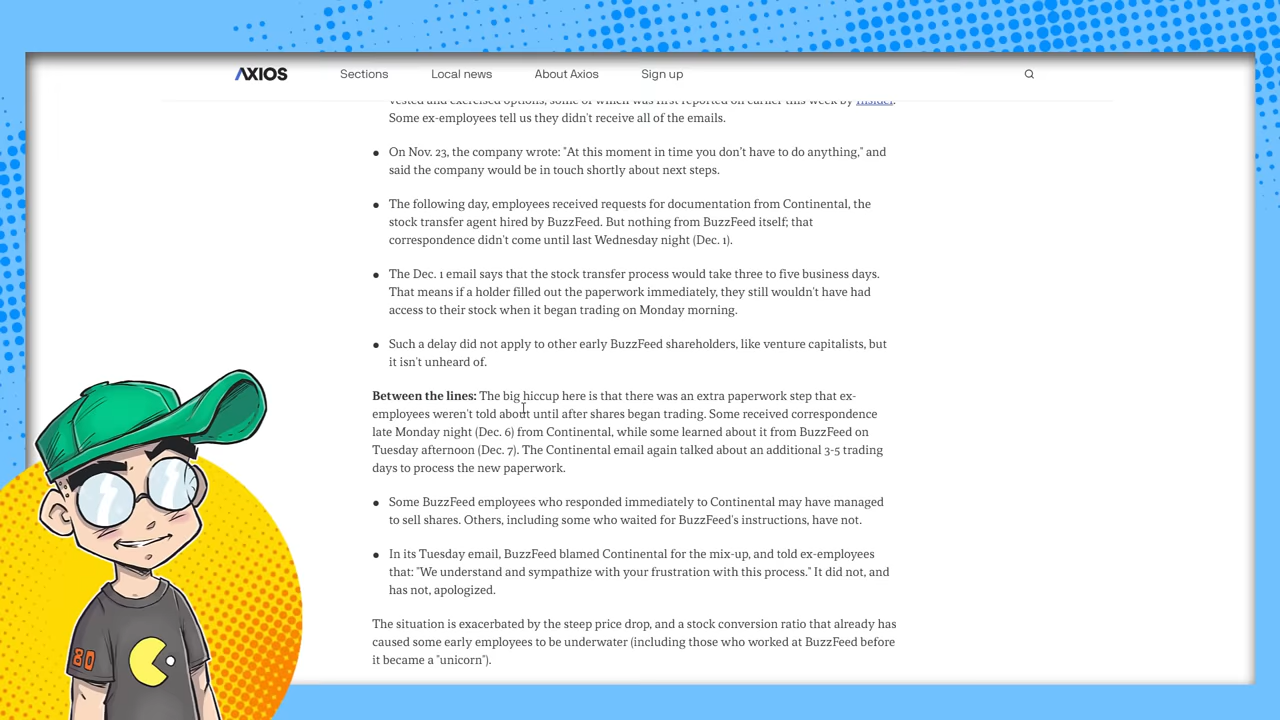 AXIOS
Sections
Local news
About Axios
Sign up
vested and exercised options, some of which was first reported on earlier this week by Insider.
Some ex-employees tell us they didn't receive all of the emails.
● On Nov. 23, the company wrote: "At this moment in time you don't have to do anything," and
said the company would be in touch shortly about next steps.
● The following day, employees received requests for documentation from Continental, the
stock transfer agent hired by BuzzFeed. But nothing from BuzzFeed itself; that
correspondence didn't come until last Wednesday night (Dec. 1).
● The Dec. 1 email says that the stock transfer process would take three to five business days.
That means if a holder filled out the paperwork immediately, they still wouldn't have had
access to their stock when it began trading on Monday morning.
● Such a delay did not apply to other early BuzzFeed shareholders, like venture capitalists, but
it isn't unheard of.
Between the lines: The big hiccup here is that there was an extra paperwork step that ex-
employees weren't told about until after shares began trading. Some received correspondence
late Monday night (Dec. 6) from Continental, while some learned about it from BuzzFeed on
Tuesday afternoon (Dec. 7). The Continental email again talked about an additional 3-5 trading
days to process the new paperwork.
● Some BuzzFeed employees who responded immediately to Continental may have managed
to sell shares. Others, including some who waited for BuzzFeed's instructions, have not.
● In its Tuesday email, BuzzFeed blamed Continental for the mix-up, and told ex-employees
that: "We understand and sympathize with your frustration with this process." It did not, and
has not, apologized.
The situation is exacerbated by the steep price drop, and a stock conversion ratio that already has
caused some early employees to be underwater (including those who worked at BuzzFeed before
it became a "unicorn").
80